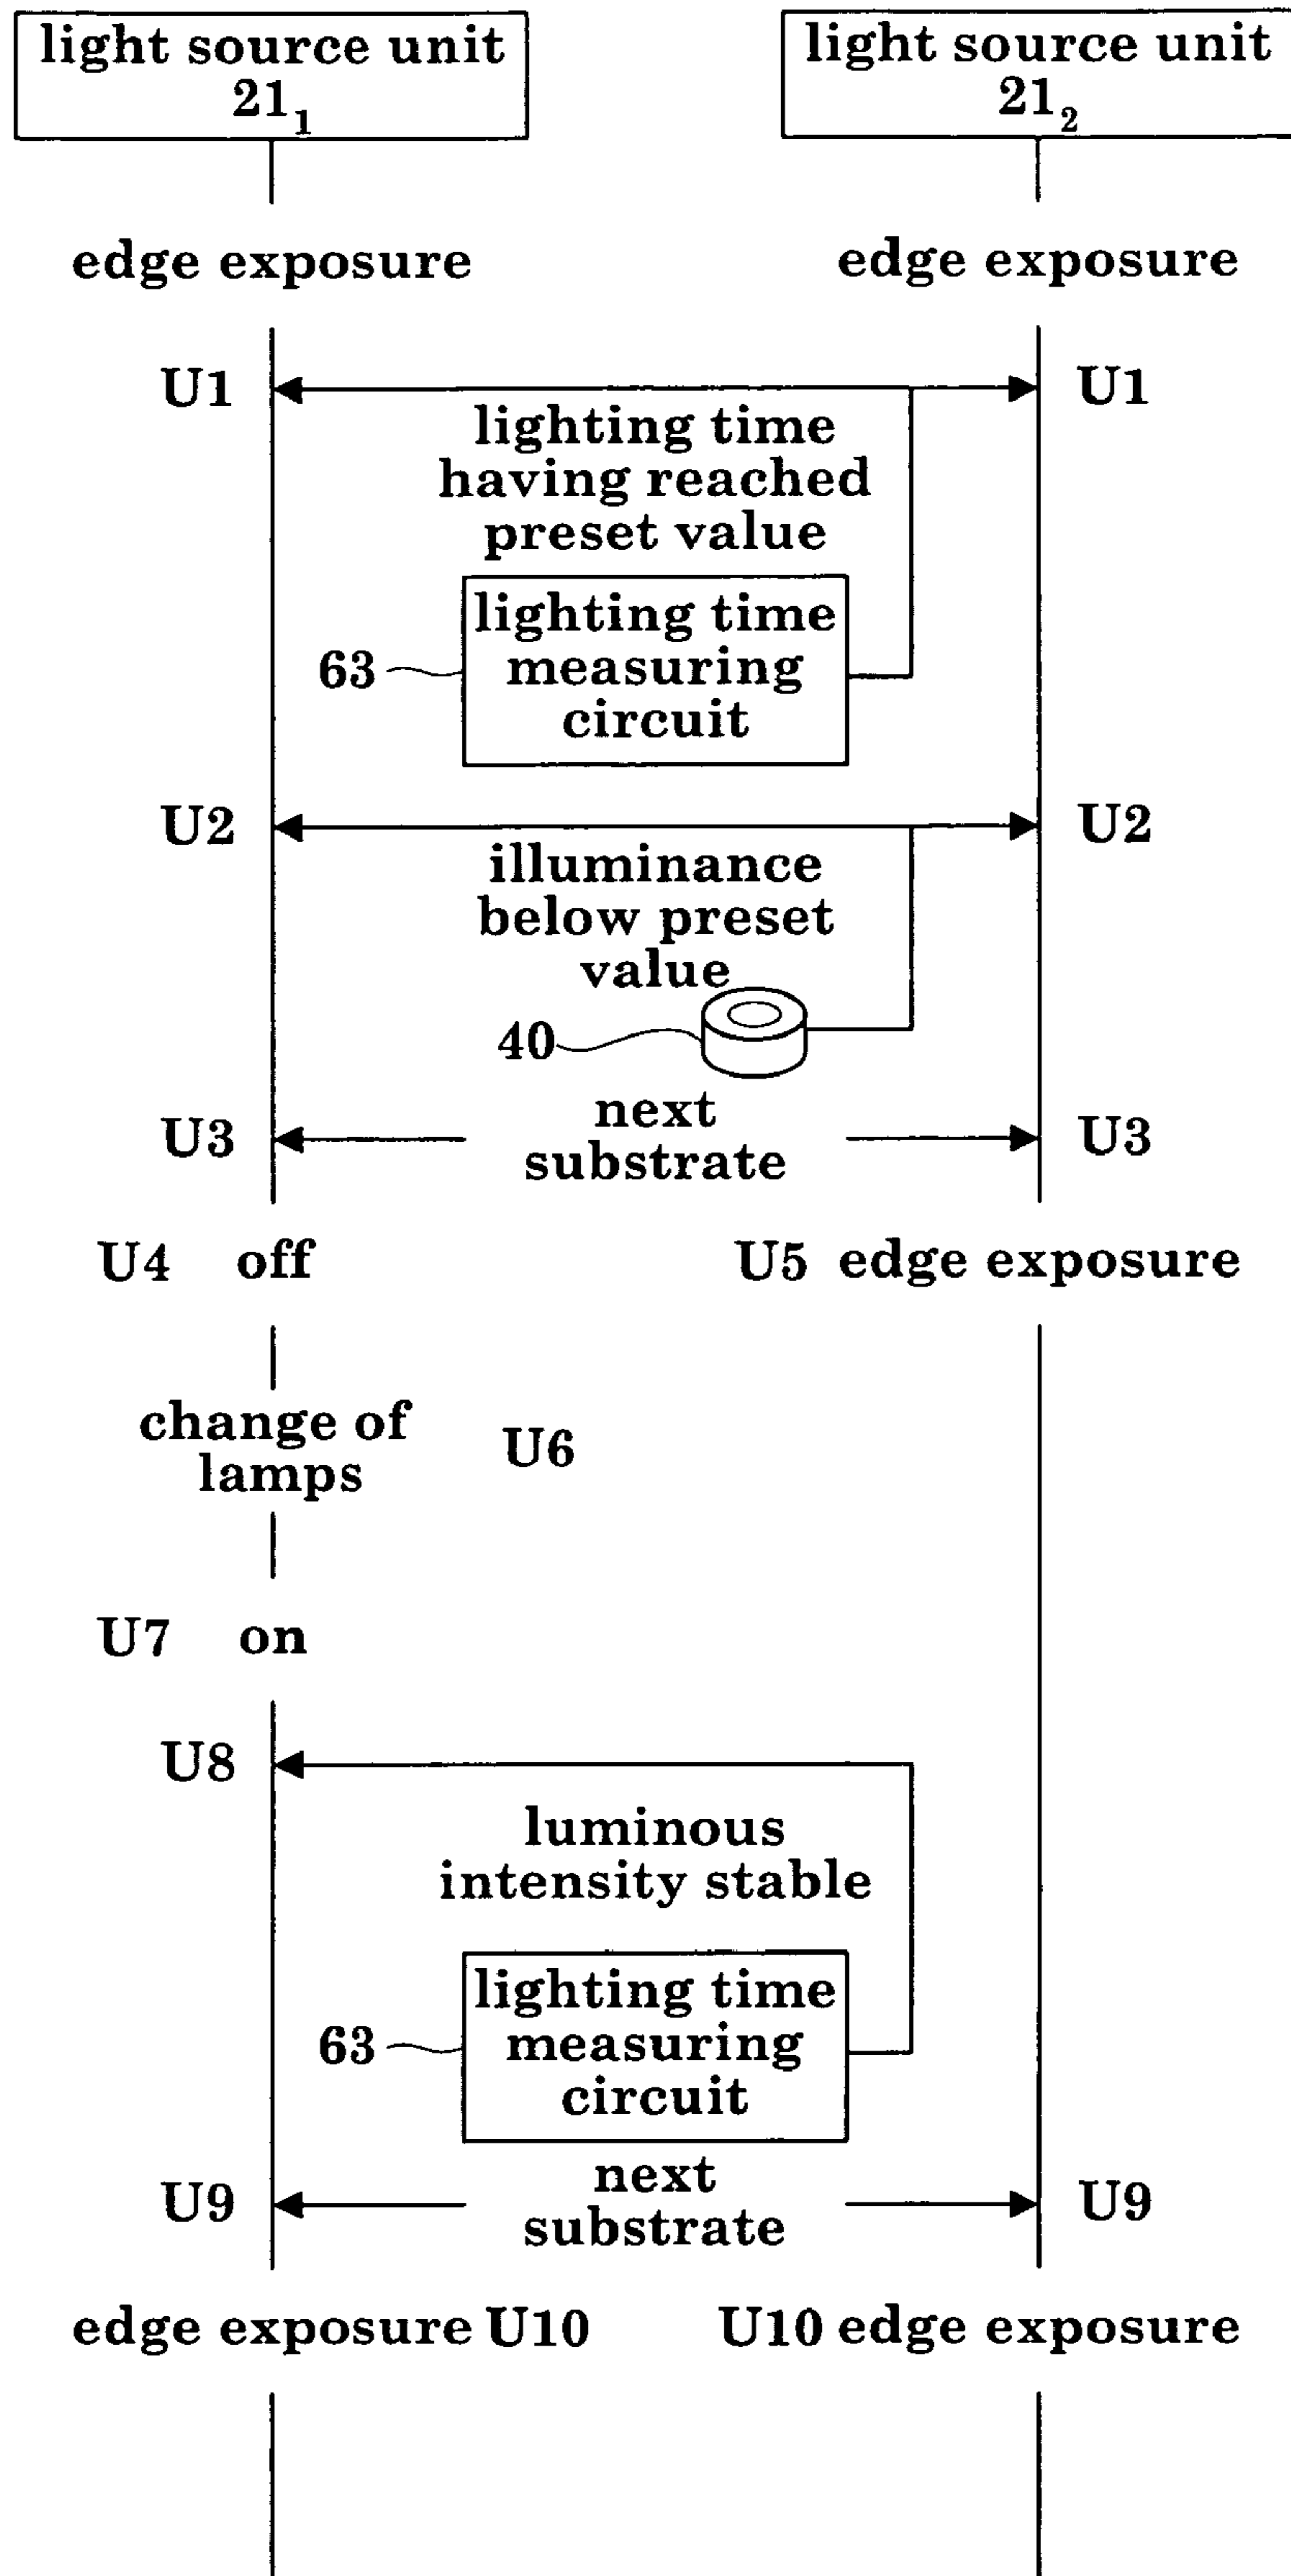 light source unit
21₁
light source unit
21₂
edge exposure
edge exposure
U1
U1
lighting time
having reached
preset value
lighting time
measuring
circuit
63
U2
U2
illuminance
below preset
value
40
U3
next
substrate
U3
U4 off
U5 edge exposure
change of
lamps
U6
U7 on
U8
luminous
intensity stable
lighting time
measuring
circuit
63
U9
next
substrate
U9
edge exposure U10
U10 edge exposure